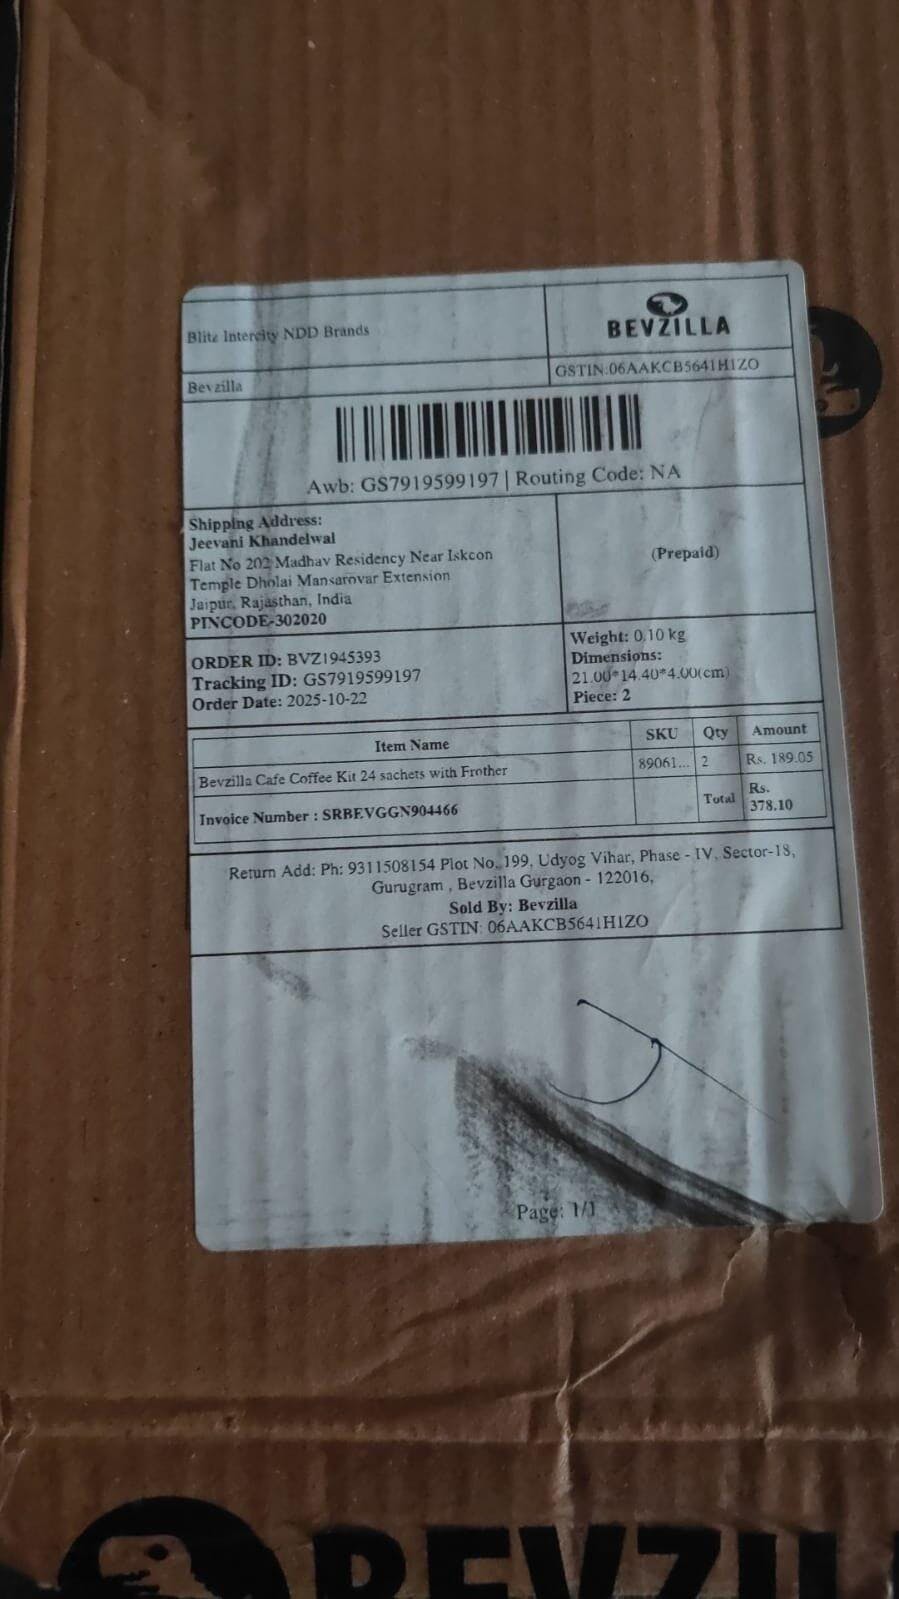 Blitz Intercity NDD Brands
BEVZILLA
Bevzilla
GSTIN:06AAKCB5641H1ZO
Awb: GS7919599197 | Routing Code: NA
Shipping Address:
Jeevani Khandelwal
Flat No 202 Madhav Residency Near Iskcon
Temple Dholai Mansarovar Extension
Jaipur, Rajasthan, India
PINCODE-302020
(Prepaid)
ORDER ID: BVZ1945393
Tracking ID: GS7919599197
Order Date: 2025-10-22
Weight: 0.10 kg
Dimensions:
21.00*14.40*4.00(cm)
Piece: 2
Item Name SKU Qty Amount
Bevzilla Cafe Coffee Kit 24 sachets with Frother 89061... 2 Rs. 189.05
Invoice Number : SRBEVGGN904466 Total Rs. 378.10
Return Add: Ph: 9311508154 Plot No. 199, Udyog Vihar, Phase - IV, Sector-18,
Gurugram , Bevzilla Gurgaon - 122016,
Sold By: Bevzilla
Seller GSTIN: 06AAKCB5641H1ZO
Page: 1/1
BEVZIL